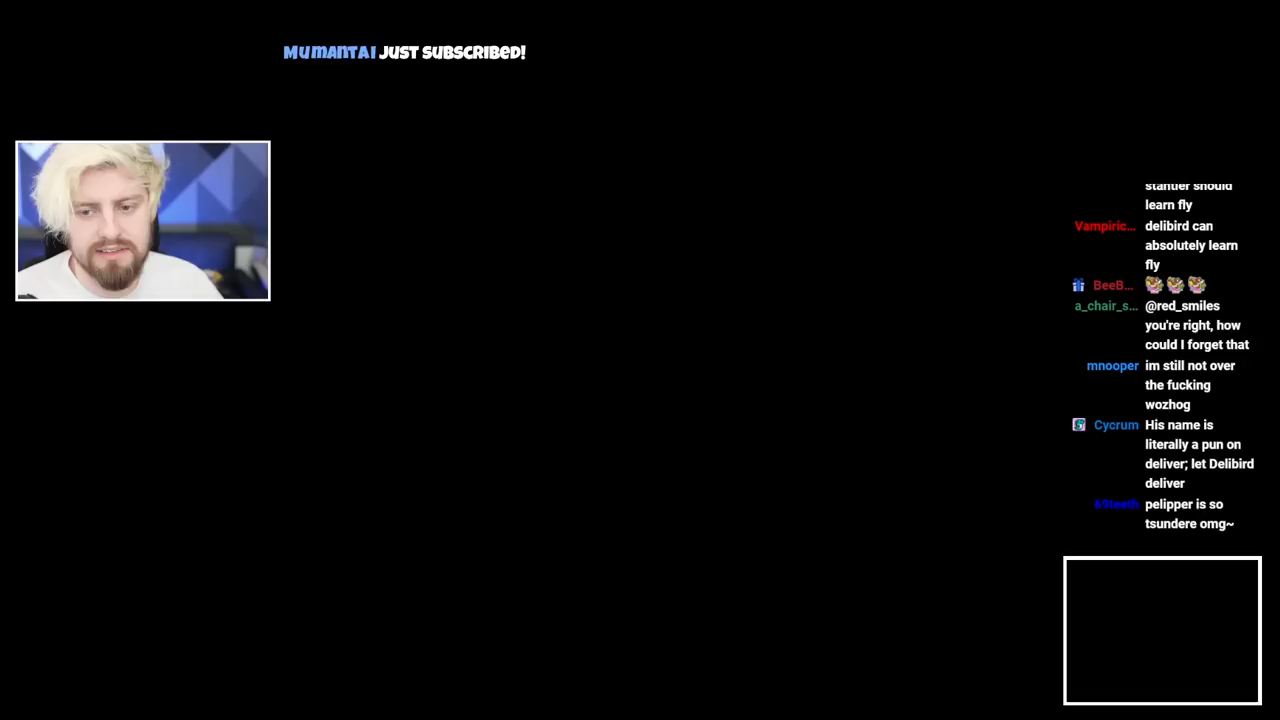 Mumantai just subscribed!
learn fly
Vampiric… delibird can
absolutely learn
fly
BeeB…
a_chair_s… @red_smiles
you're right, how
could I forget that
mnooper im still not over
the fucking
wozhog
Cycrum His name is
literally a pun on
deliver; let Delibird
deliver
pelipper is so
tsundere omg~